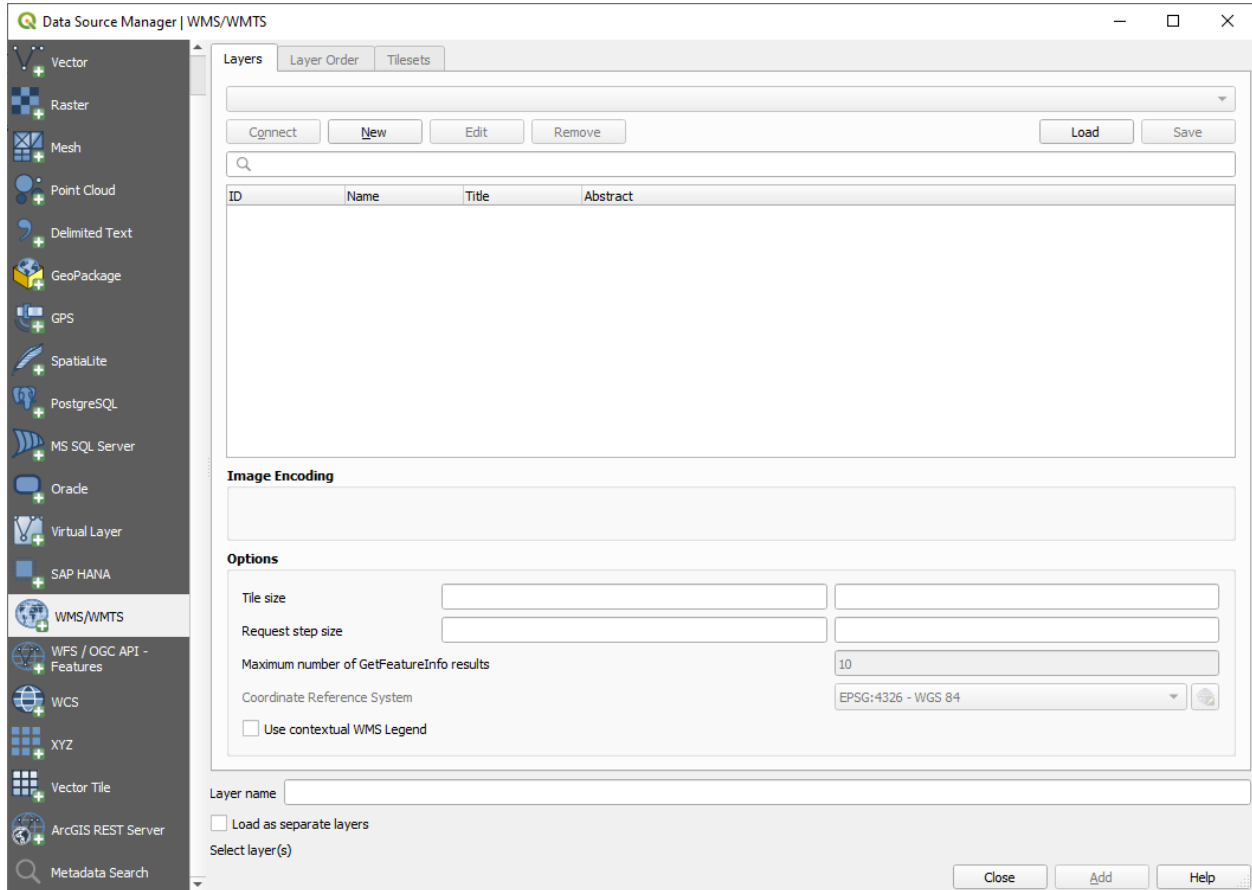 Data Source Manager | WMS/WMTS
Vector
Raster
Mesh
Point Cloud
Delimited Text
GeoPackage
GPS
SpatiaLite
PostgreSQL
MS SQL Server
Oracle
Virtual Layer
SAP HANA
WMS/WMTS
WFS / OGC API -
Features
WCS
XYZ
Vector Tile
ArcGIS REST Server
Metadata Search
Layers Layer Order Tilesets
Connect New Edit Remove Load Save
ID Name Title Abstract
Image Encoding
Options
Tile size
Request step size
Maximum number of GetFeatureInfo results 10
Coordinate Reference System EPSG:4326 - WGS 84
Use contextual WMS Legend
Layer name
Load as separate layers
Select layer(s)
Close Add Help